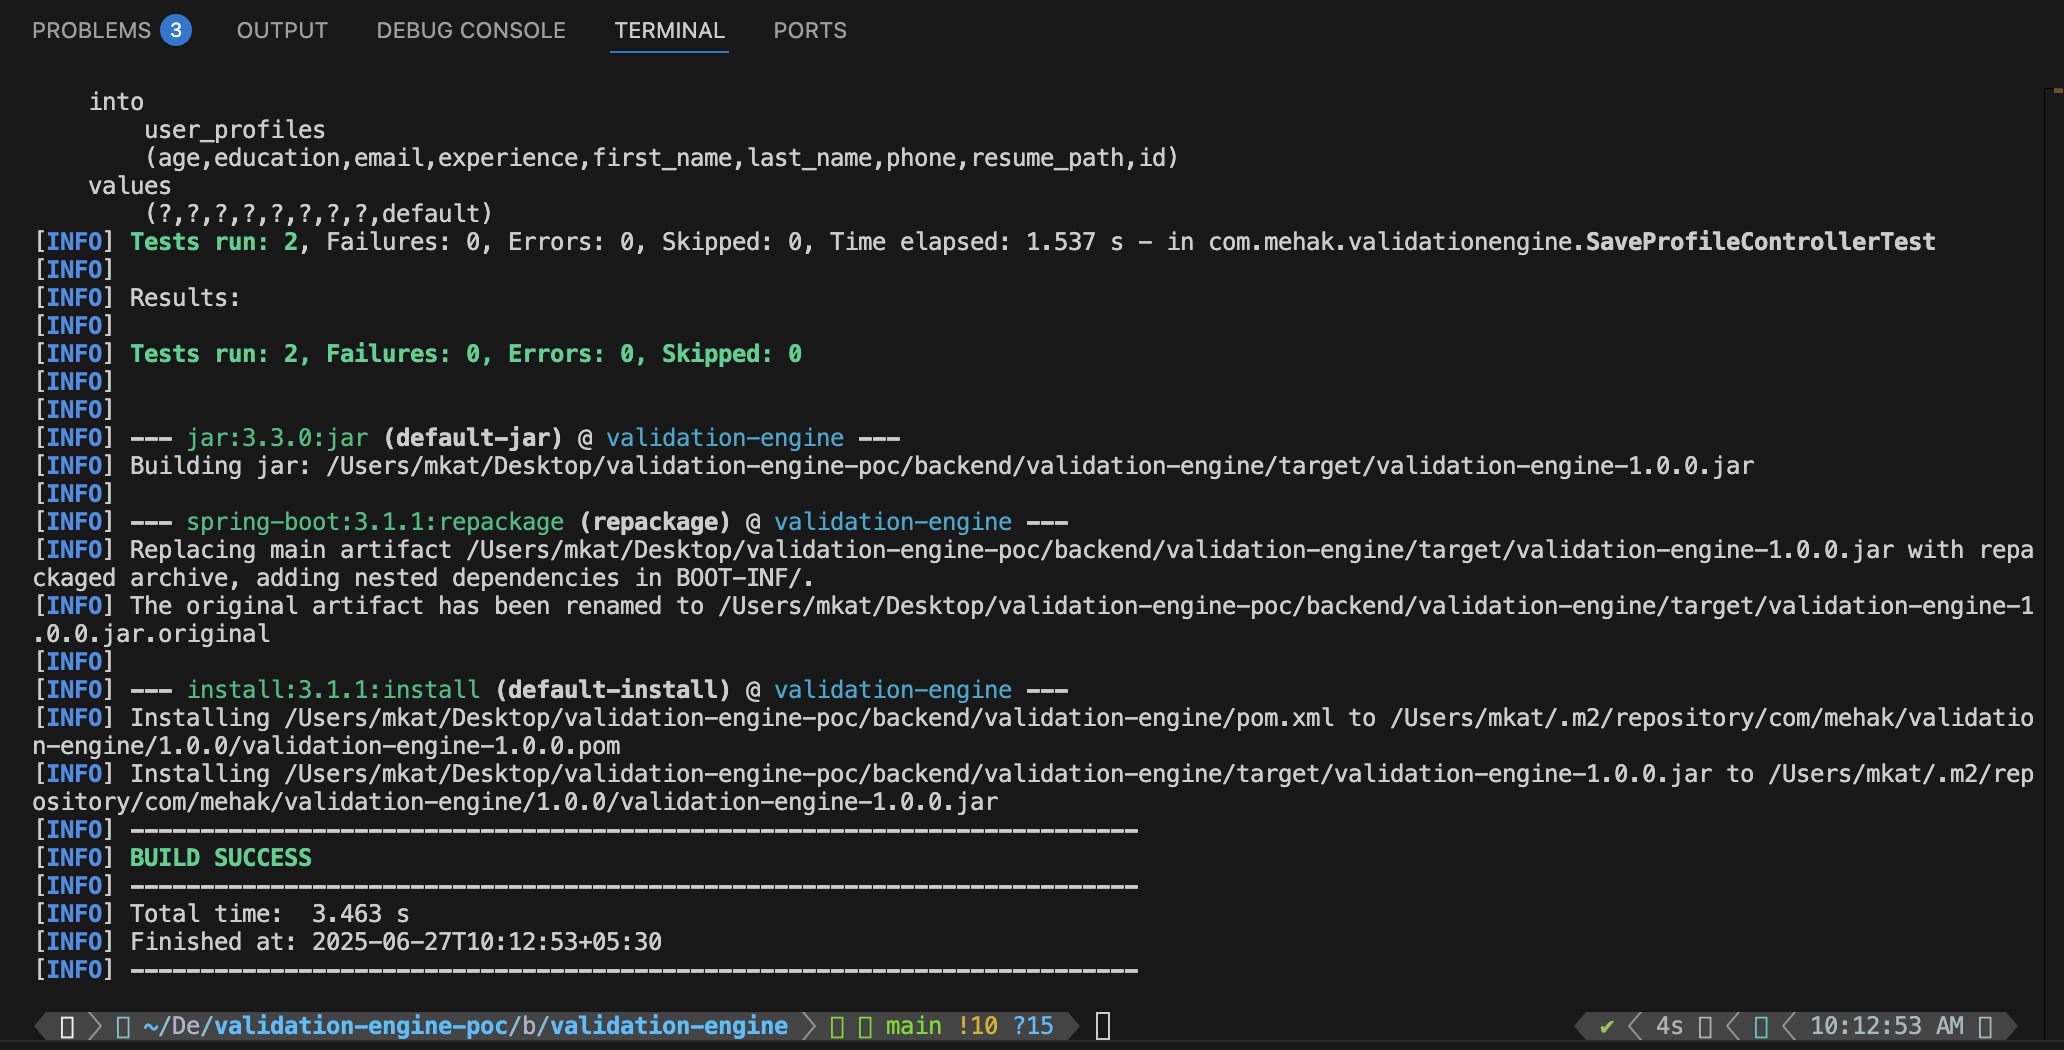 PROBLEMS 3 OUTPUT DEBUG CONSOLE TERMINAL PORTS
    into
        user_profiles
        (age,education,email,experience,first_name,last_name,phone,resume_path,id)
    values
        (?,?,?,?,?,?,?,?,default)
[INFO] Tests run: 2, Failures: 0, Errors: 0, Skipped: 0, Time elapsed: 1.537 s - in com.mehak.validationengine.SaveProfileControllerTest
[INFO]
[INFO] Results:
[INFO]
[INFO] Tests run: 2, Failures: 0, Errors: 0, Skipped: 0
[INFO]
[INFO]
[INFO] --- jar:3.3.0:jar (default-jar) @ validation-engine ---
[INFO] Building jar: /Users/mkat/Desktop/validation-engine-poc/backend/validation-engine/target/validation-engine-1.0.0.jar
[INFO]
[INFO] --- spring-boot:3.1.1:repackage (repackage) @ validation-engine ---
[INFO] Replacing main artifact /Users/mkat/Desktop/validation-engine-poc/backend/validation-engine/target/validation-engine-1.0.0.jar with repa
ckaged archive, adding nested dependencies in BOOT-INF/.
[INFO] The original artifact has been renamed to /Users/mkat/Desktop/validation-engine-poc/backend/validation-engine/target/validation-engine-1
.0.0.jar.original
[INFO]
[INFO] --- install:3.1.1:install (default-install) @ validation-engine ---
[INFO] Installing /Users/mkat/Desktop/validation-engine-poc/backend/validation-engine/pom.xml to /Users/mkat/.m2/repository/com/mehak/validatio
n-engine/1.0.0/validation-engine-1.0.0.pom
[INFO] Installing /Users/mkat/Desktop/validation-engine-poc/backend/validation-engine/target/validation-engine-1.0.0.jar to /Users/mkat/.m2/rep
ository/com/mehak/validation-engine/1.0.0/validation-engine-1.0.0.jar
[INFO] ------------------------------------------------------------------------
[INFO] BUILD SUCCESS
[INFO] ------------------------------------------------------------------------
[INFO] Total time:  3.463 s
[INFO] Finished at: 2025-06-27T10:12:53+05:30
[INFO] ------------------------------------------------------------------------
~/De/validation-engine-poc/b/validation-engine main !10 ?15 ✔ 4s 10:12:53 AM